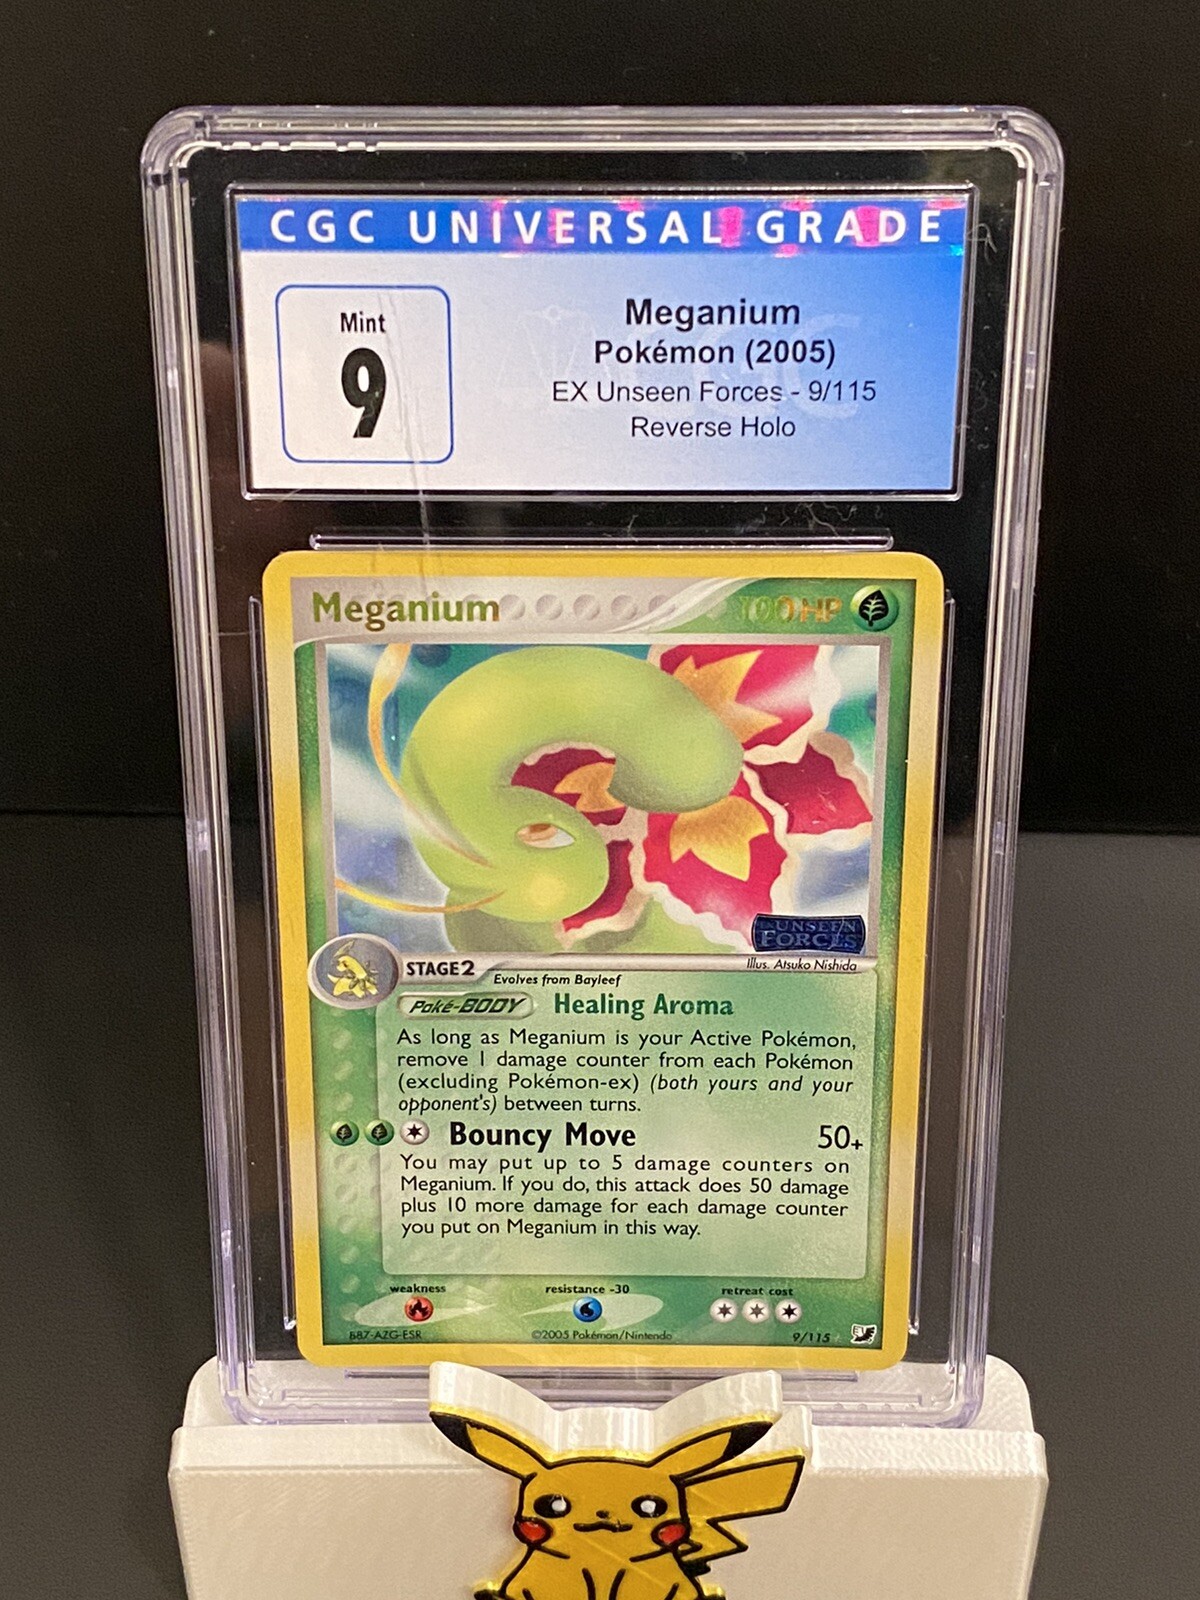 CGC UNIVERSAL GRADE
Mint
9
Meganium
Pokémon (2005)
EX Unseen Forces - 9/115
Reverse Holo
Meganium 100 HP
UNSEEN
FORCES
Illus. Atsuko Nishida
STAGE2 Evolves from Bayleef
Poké-BODY Healing Aroma
As long as Meganium is your Active Pokémon,
remove 1 damage counter from each Pokémon
(excluding Pokémon-ex) (both yours and your
opponent's) between turns.
Bouncy Move 50+
You may put up to 5 damage counters on
Meganium. If you do, this attack does 50 damage
plus 10 more damage for each damage counter
you put on Meganium in this way.
weakness resistance -30 retreat cost
BB7-AZG-ESR ©2005 Pokémon/Nintendo 9/115